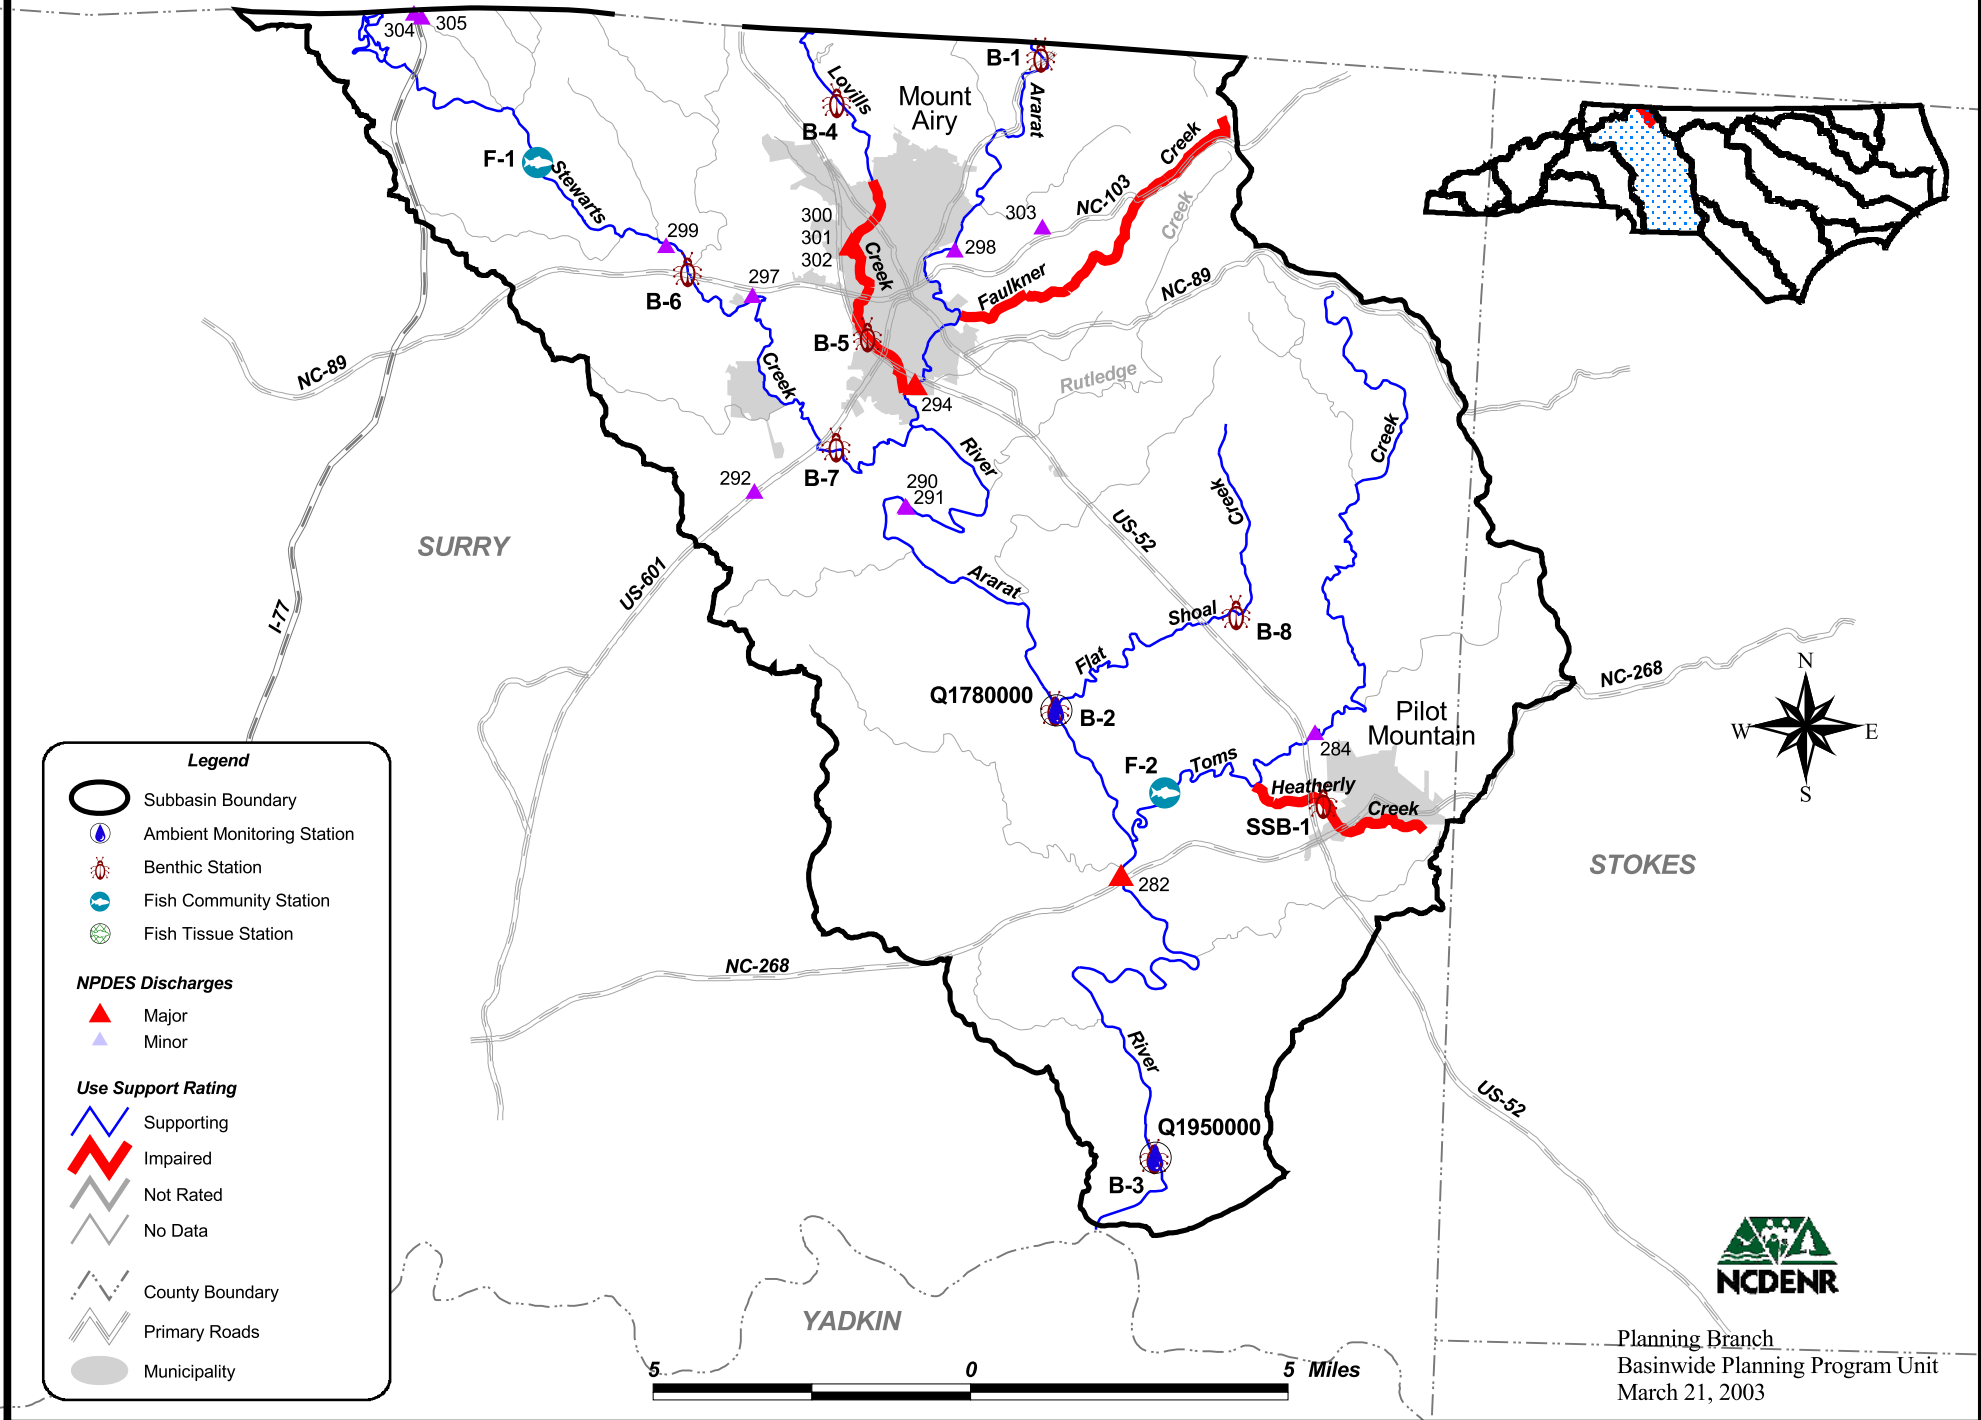 304
305
B-1
Lovills
Mount
Airy
Ararat
B-4
F-1
Stewarts
Creek
NC-103
Creek
300
301
302
303
299
298
Creek
297
B-6
Faulkner
NC-89
B-5
NC-89
Creek
Rutledge
294
Creek
River
B-7
292
290
291
Creek
US-52
SURRY
US-601
Ararat
I-77
Shoal
B-8
Flat
NC-268
N
W
E
S
Q1780000
B-2
Pilot
Mountain
284
F-2
Toms
Heatherly
Creek
SSB-1
STOKES
282
NC-268
River
US-52
Q1950000
B-3
YADKIN
Legend
Subbasin Boundary
Ambient Monitoring Station
Benthic Station
Fish Community Station
Fish Tissue Station
NPDES Discharges
Major
Minor
Use Support Rating
Supporting
Impaired
Not Rated
No Data
County Boundary
Primary Roads
Municipality
5
0
5 Miles
NCDENR
Planning Branch
Basinwide Planning Program Unit
March 21, 2003